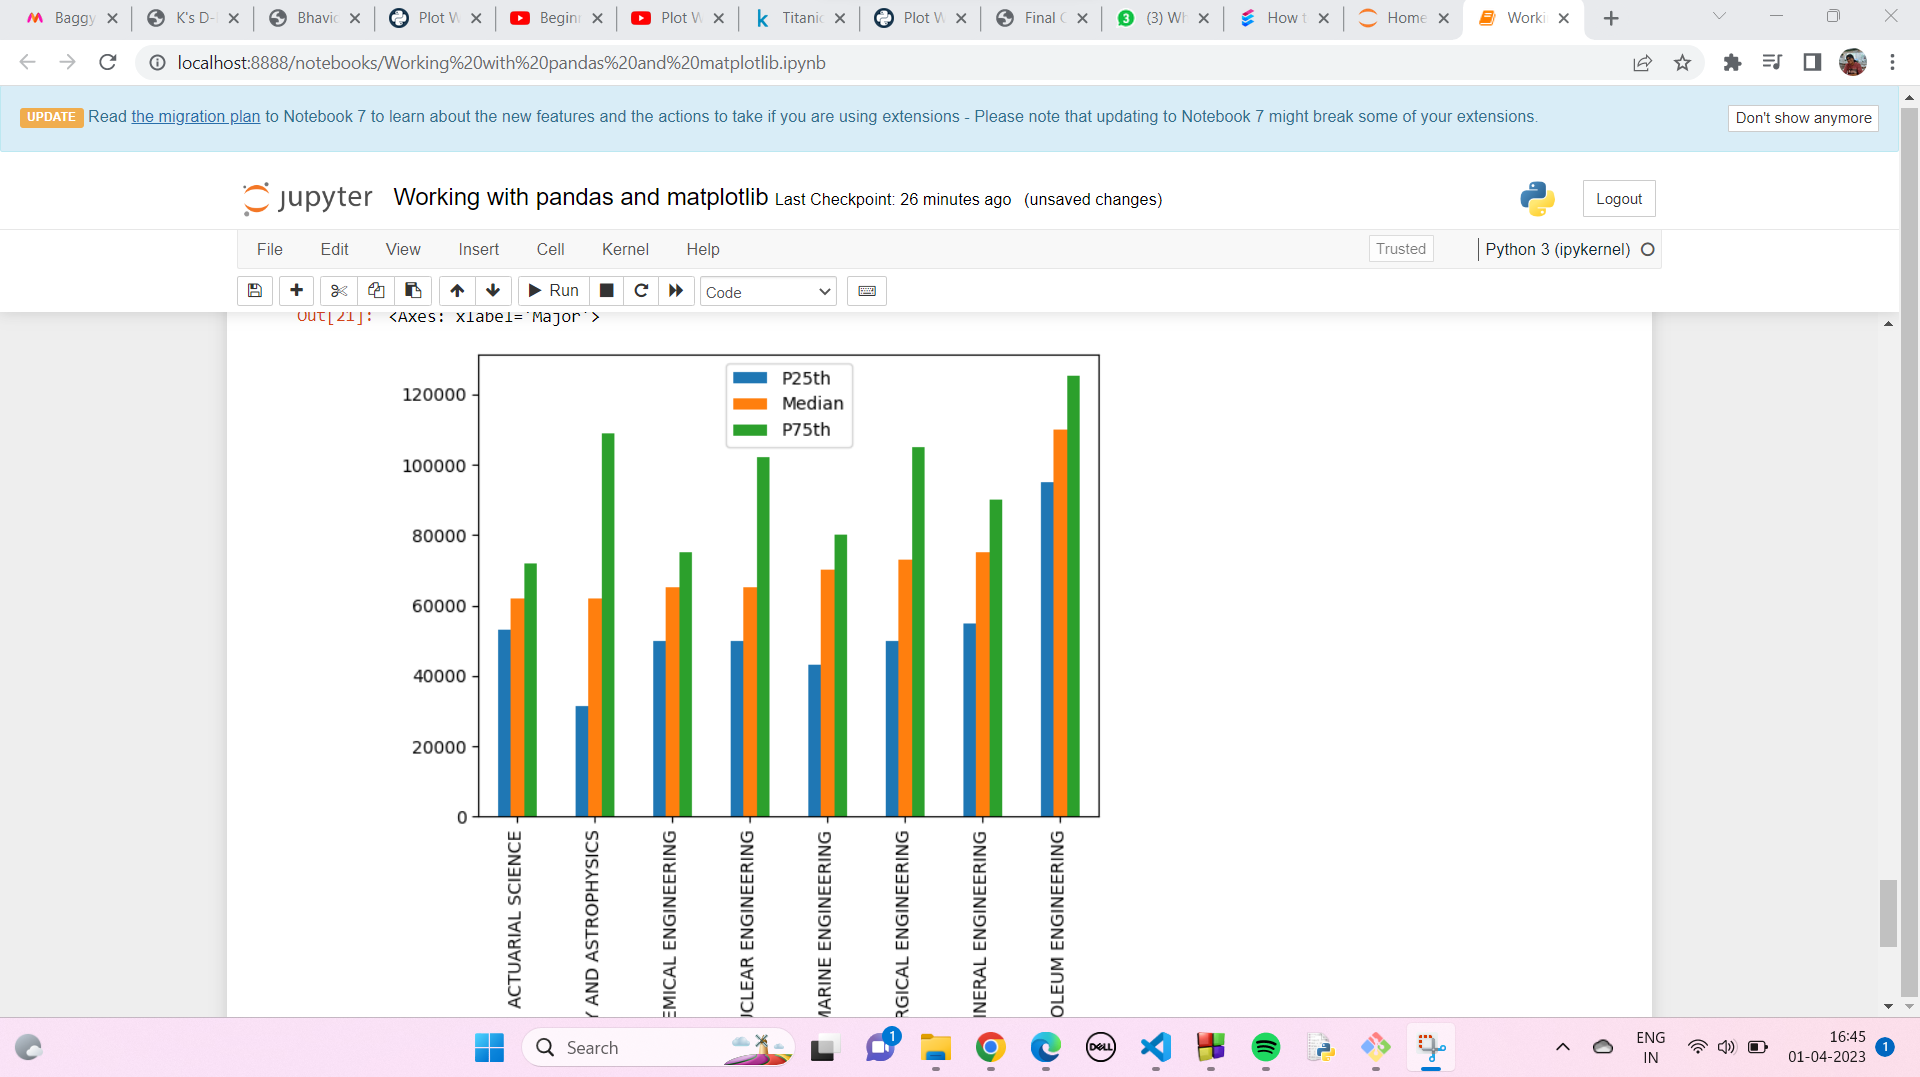 Baggy
K's D-
Bhavic
Plot W
Beginn
Plot W
Titanic
Plot W
Final C
(3) Wh
How t
Home
Worki
localhost:8888/notebooks/Working%20with%20pandas%20and%20matplotlib.ipynb
UPDATE Read the migration plan to Notebook 7 to learn about the new features and the actions to take if you are using extensions - Please note that updating to Notebook 7 might break some of your extensions.
Don't show anymore
jupyter Working with pandas and matplotlib Last Checkpoint: 26 minutes ago (unsaved changes)
Logout
File Edit View Insert Cell Kernel Help
Trusted
Python 3 (ipykernel)
Run
Code
Out[21]: <Axes: xlabel='Major'>
P25th
Median
P75th
120000
100000
80000
60000
40000
20000
0
ACTUARIAL SCIENCE
Y AND ASTROPHYSICS
EMICAL ENGINEERING
UCLEAR ENGINEERING
MARINE ENGINEERING
RGICAL ENGINEERING
INERAL ENGINEERING
OLEUM ENGINEERING
Search
1
DELL
ENG
IN
16:45
01-04-2023
1